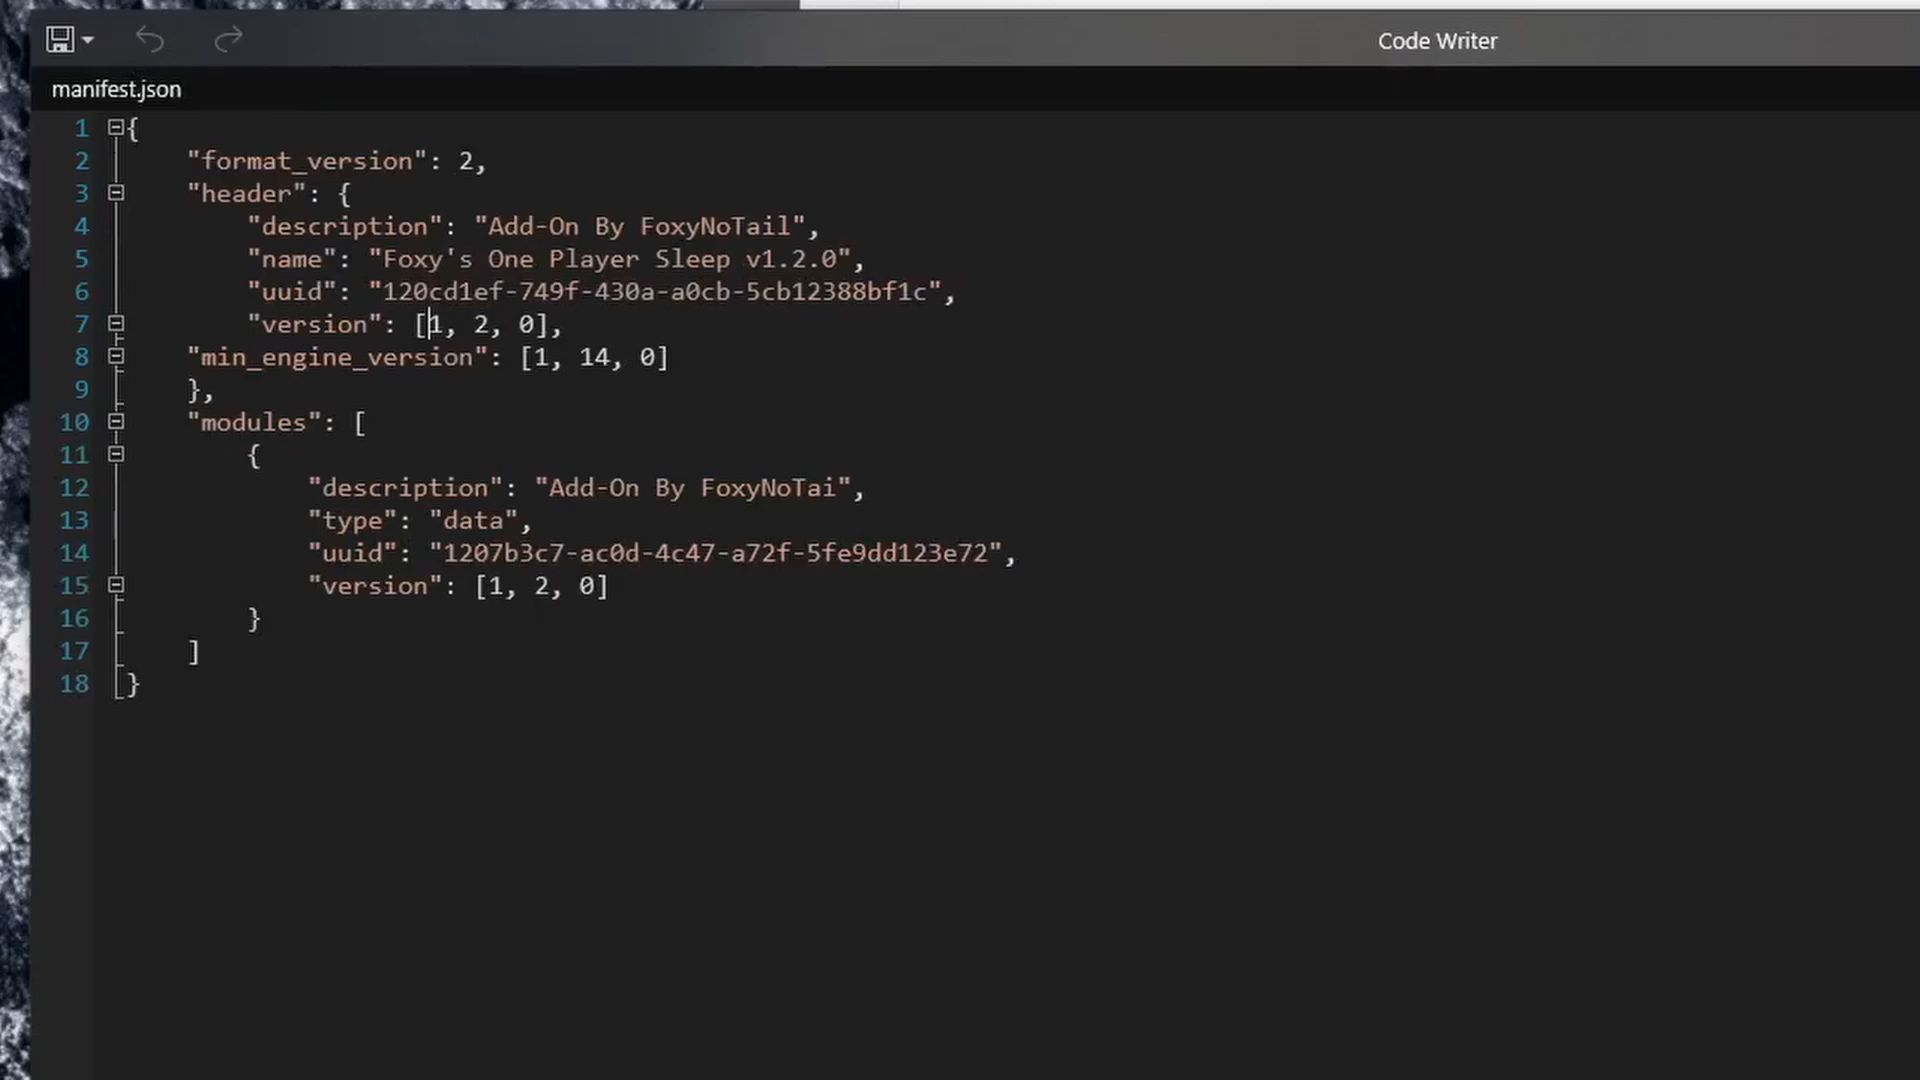 Code Writer
manifest.json
1 {
2 "format_version": 2,
3 "header": {
4 "description": "Add-On By FoxyNoTail",
5 "name": "Foxy's One Player Sleep v1.2.0",
6 "uuid": "120cd1ef-749f-430a-a0cb-5cb12388bf1c",
7 "version": [1, 2, 0],
8 "min_engine_version": [1, 14, 0]
9 },
10 "modules": [
11 {
12 "description": "Add-On By FoxyNoTai",
13 "type": "data",
14 "uuid": "1207b3c7-ac0d-4c47-a72f-5fe9dd123e72",
15 "version": [1, 2, 0]
16 }
17 ]
18 }